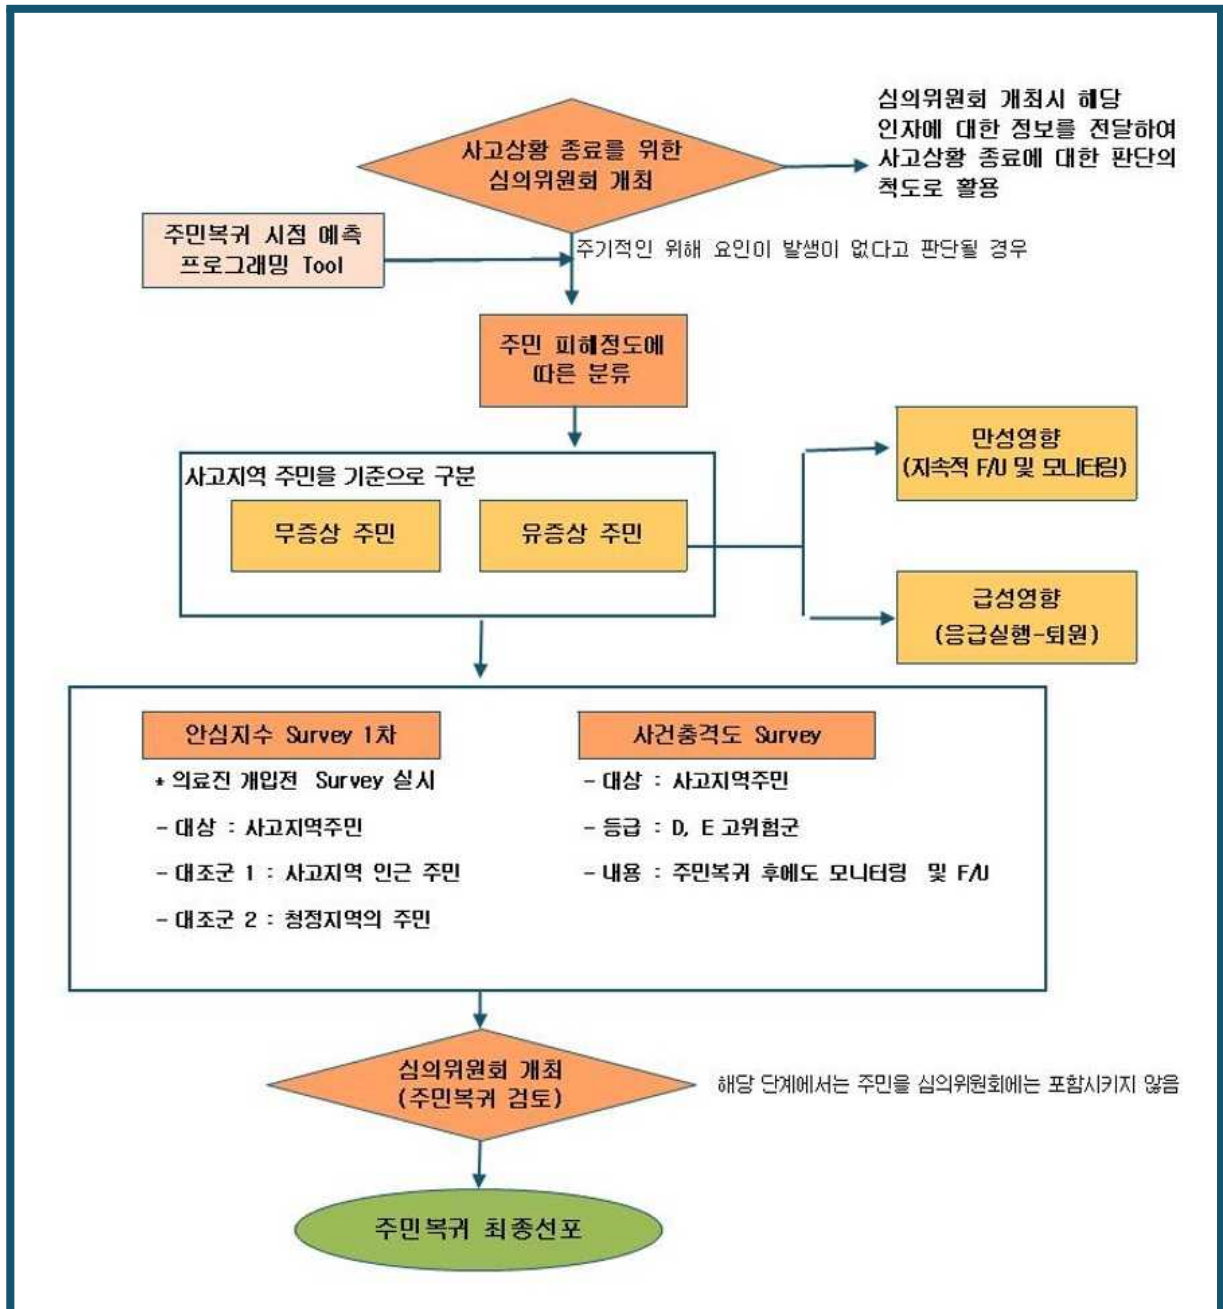 사고상황 종료를 위한
심의위원회 개최
심의위원회 개최시 해당
인자에 대한 정보를 전달하여
사고상황 종료에 대한 판단의
척도로 활용
주민복귀 시점 예측
프로그래밍 Tool
주기적인 위해 요인이 발생이 없다고 판단될 경우
주민 피해정도에
따른 분류
사고지역 주민을 기준으로 구분
무증상 주민
유증상 주민
만성영향
(지속적 F/U 및 모니터링)
급성영향
(응급실행-퇴원)
안심지수 Survey 1차
* 의료진 개입전 Survey 실시
- 대상 : 사고지역주민
- 대조군 1 : 사고지역 인근 주민
- 대조군 2 : 청정지역의 주민
사건충격도 Survey
- 대상 : 사고지역주민
- 등급 : D, E 고위험군
- 내용 : 주민복귀 후에도 모니터링 및 F/U
심의위원회 개최
(주민복귀 검토)
해당 단계에서는 주민을 심의위원회에는 포함시키지 않음
주민복귀 최종선포